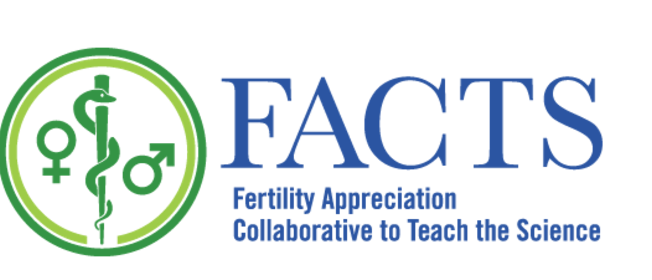 FACTS
Fertility Appreciation
Collaborative to Teach the Science